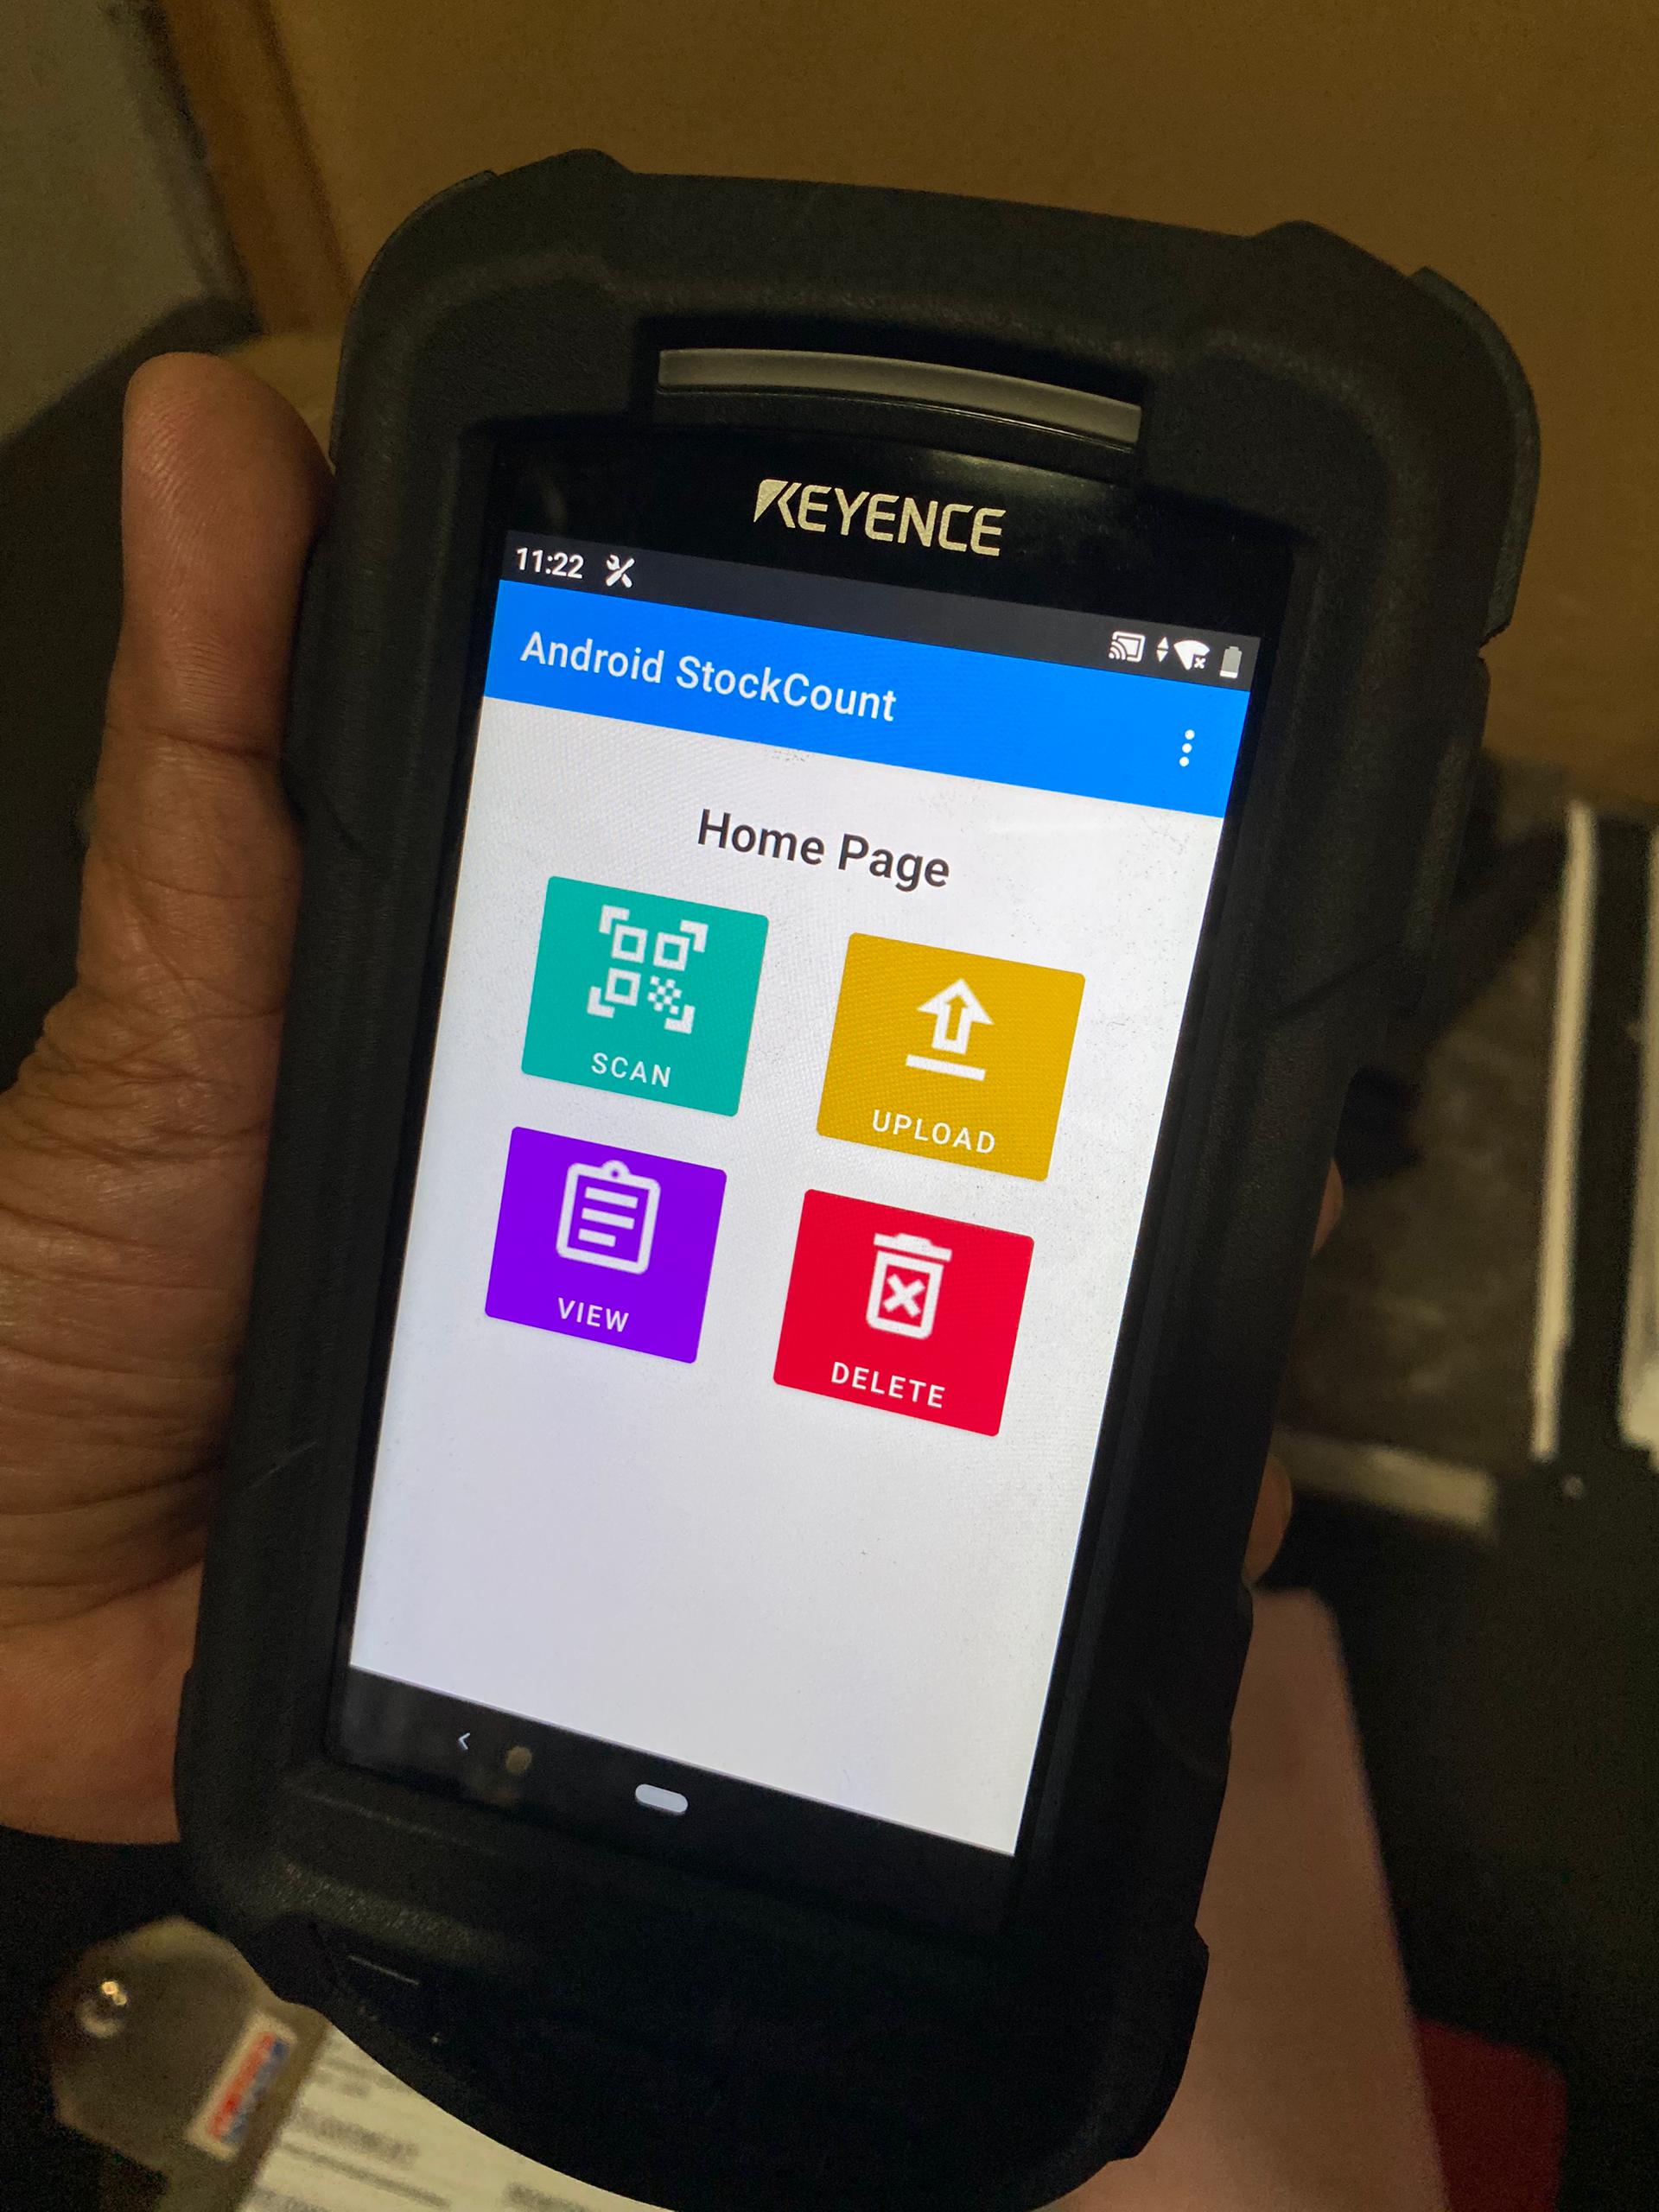 KEYENCE
11:22
Android StockCount
Home Page
SCAN
UPLOAD
VIEW
DELETE